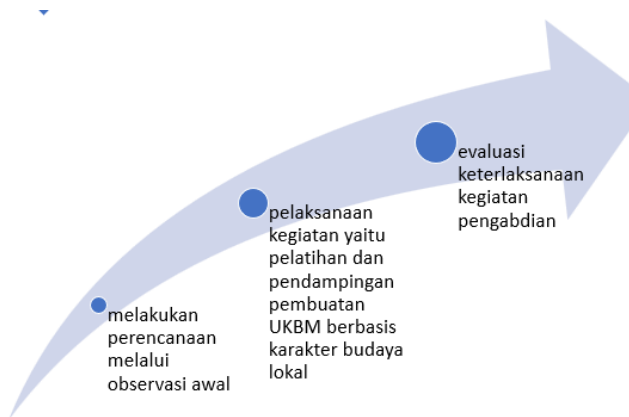 melakukan
perencanaan
melalui
observasi awal
pelaksanaan
kegiatan yaitu
pelatihan dan
pendampingan
pembuatan
UKBM berbasis
karakter budaya
lokal
evaluasi
keterlaksanaan
kegiatan
pengabdian